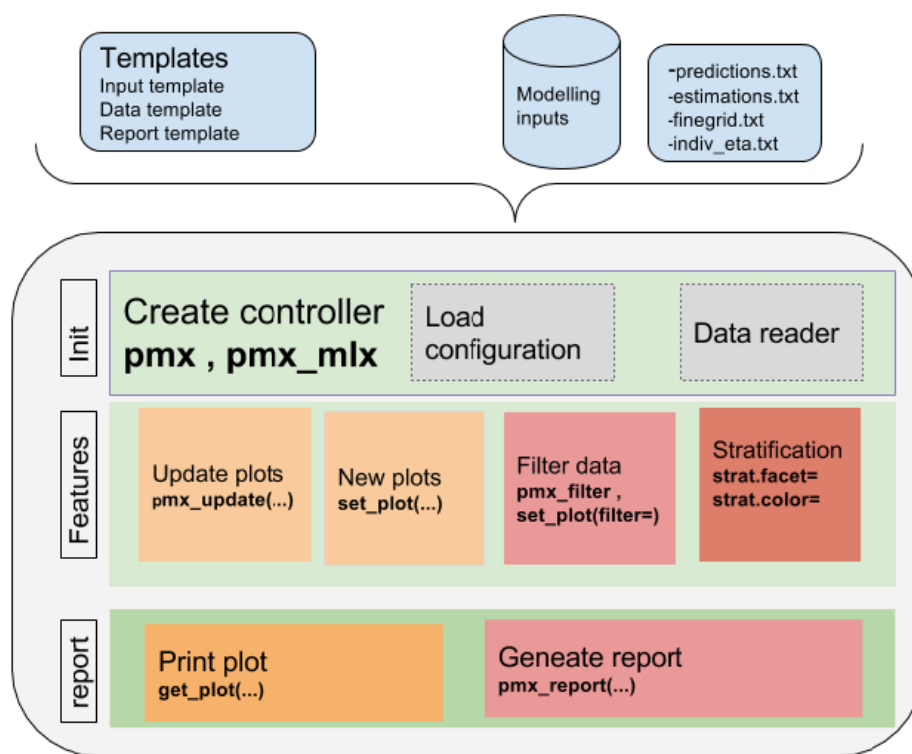 Templates
Input template
Data template
Report template
Modelling
inputs
-predictions.txt
-estimations.txt
-finegrid.txt
-indiv_eta.txt
Init
Create controller
pmx , pmx_mlx
Load
configuration
Data reader
Features
Update plots
pmx_update(...)
New plots
set_plot(...)
Filter data
pmx_filter ,
set_plot(filter=)
Stratification
strat.facet=
strat.color=
report
Print plot
get_plot(...)
Geneate report
pmx_report(...)